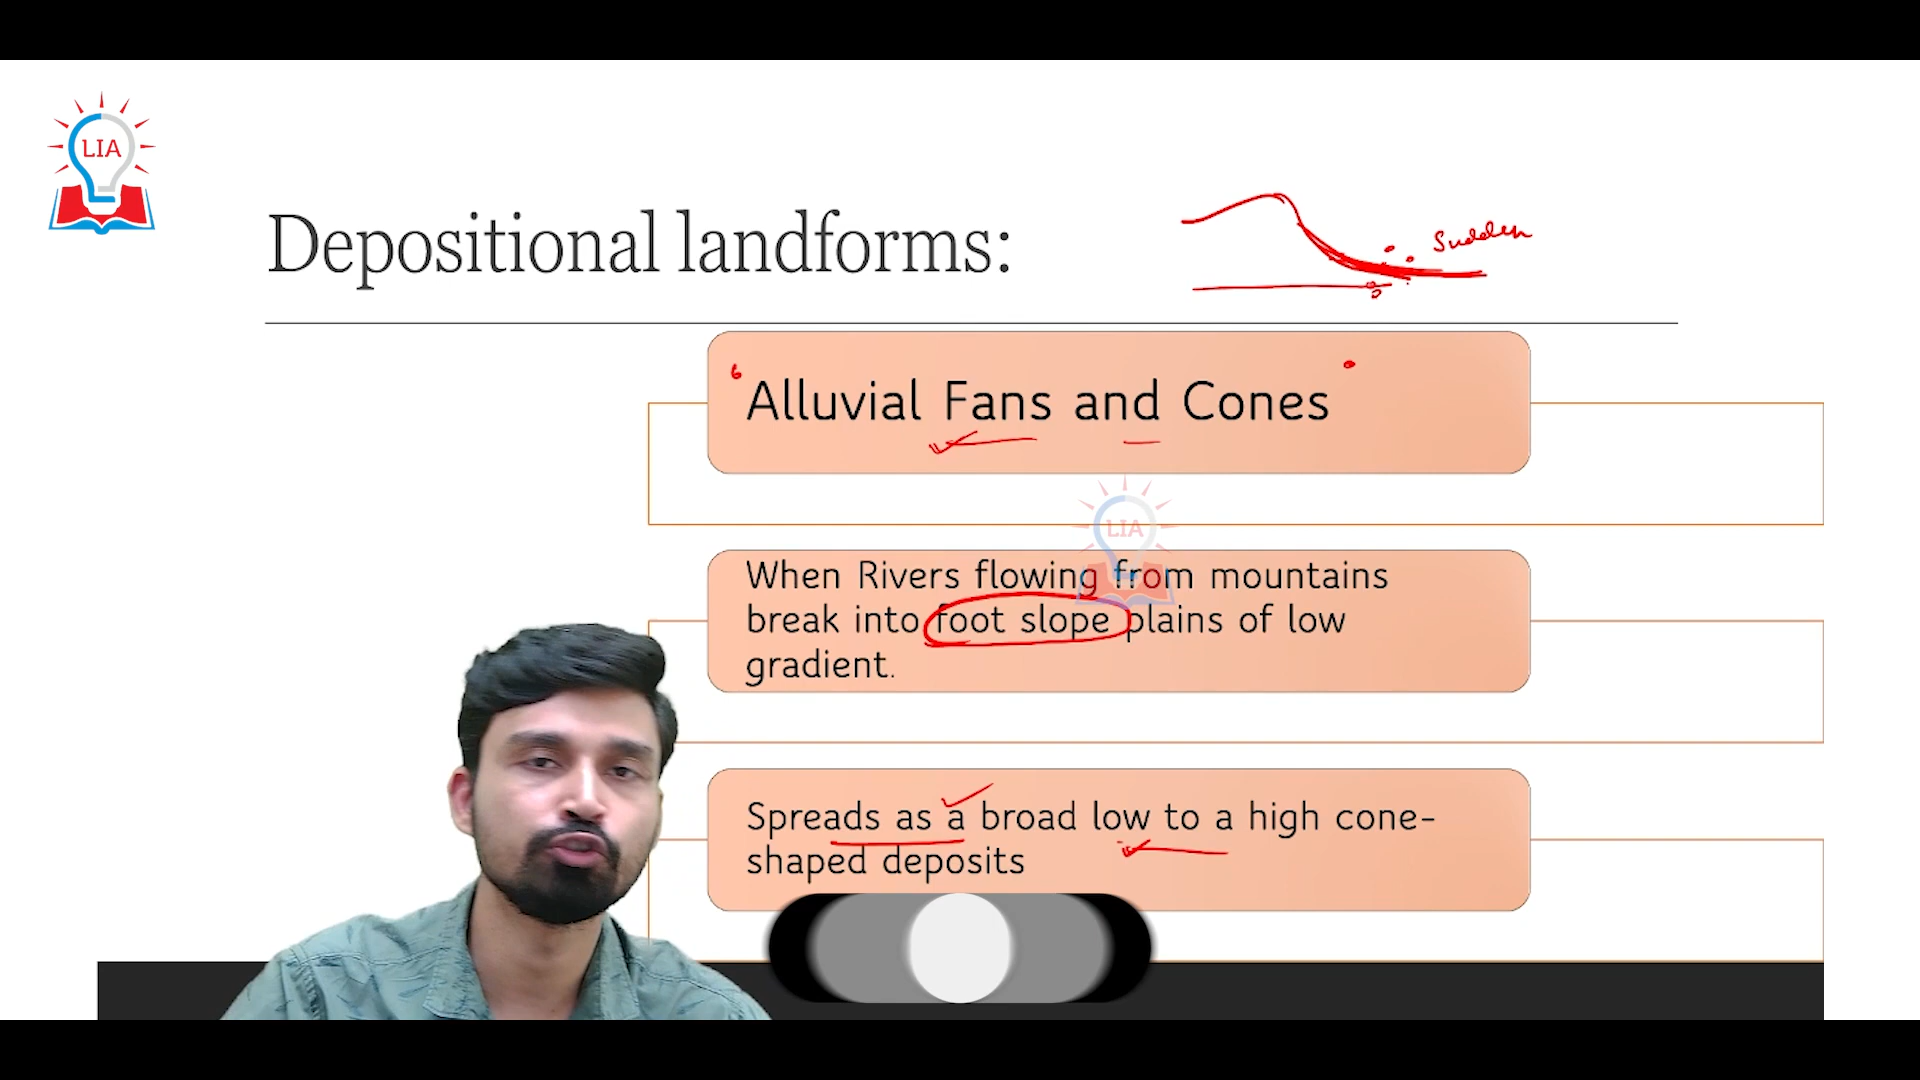 LIA
Depositional landforms:
Sudden
Alluvial Fans and Cones
LIA
When Rivers flowing from mountains
break into foot slope plains of low
gradient.
Spreads as a broad low to a high cone-
shaped deposits